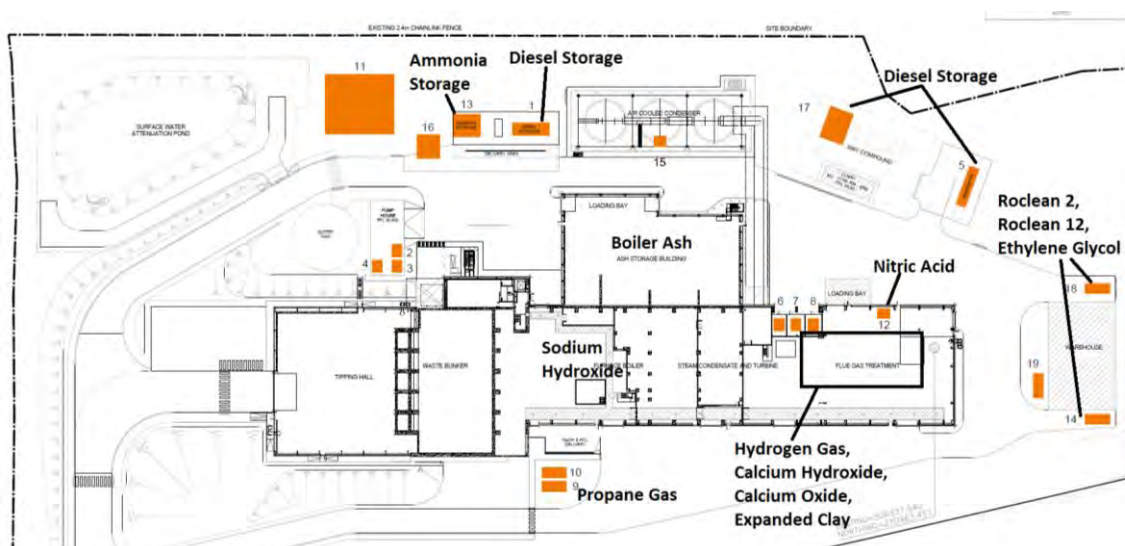 EXISTING 2.4m CHAINLINK FENCE
SITE BOUNDARY
11
Ammonia
Storage
Diesel Storage
13
1
Diesel Storage
17
SURFACE WATER
ATTENUATION POND
16
AIR COOLED CONDENSER
15
5
Roclean 2,
Roclean 12,
Ethylene Glycol
LOADING BAY
PUMP
HOUSE
Boiler Ash
ASH STORAGE BUILDING
2
4
3
Nitric Acid
LOADING BAY
18
6
7
8
12
WAREHOUSE
Sodium
Hydroxide
TIPPING HALL
WASTE BUNKER
BOILER
STEAM CONDENSATE AND TURBINE
FLUE GAS TREATMENT
19
14
Hydrogen Gas,
Calcium Hydroxide,
Calcium Oxide,
Expanded Clay
10
9
Propane Gas